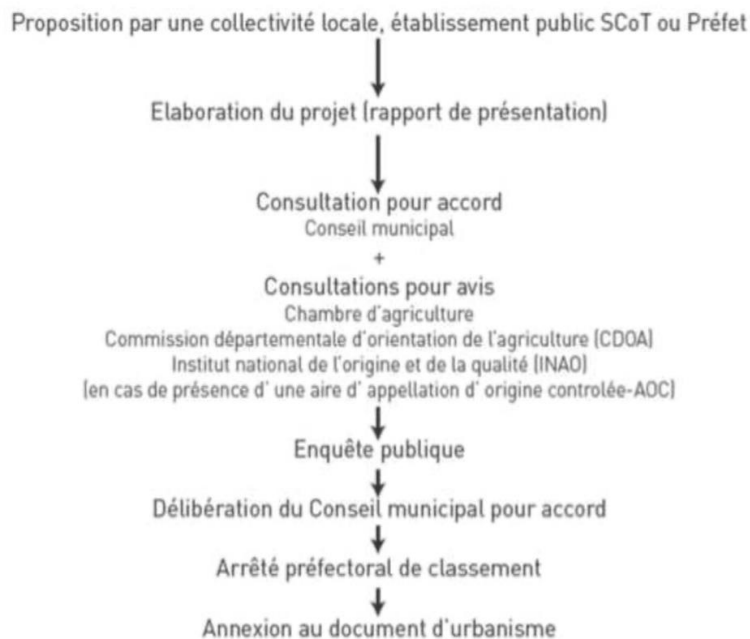 Proposition par une collectivité locale, établissement public SCoT ou Préfet
Elaboration du projet (rapport de présentation)
Consultation pour accord
Conseil municipal
+
Consultations pour avis
Chambre d'agriculture
Commission départementale d'orientation de l'agriculture (CDOA)
Institut national de l'origine et de la qualité (INAO)
(en cas de présence d' une aire d' appellation d' origine controlée-AOC)
Enquête publique
Délibération du Conseil municipal pour accord
Arrêté préfectoral de classement
Annexion au document d'urbanisme